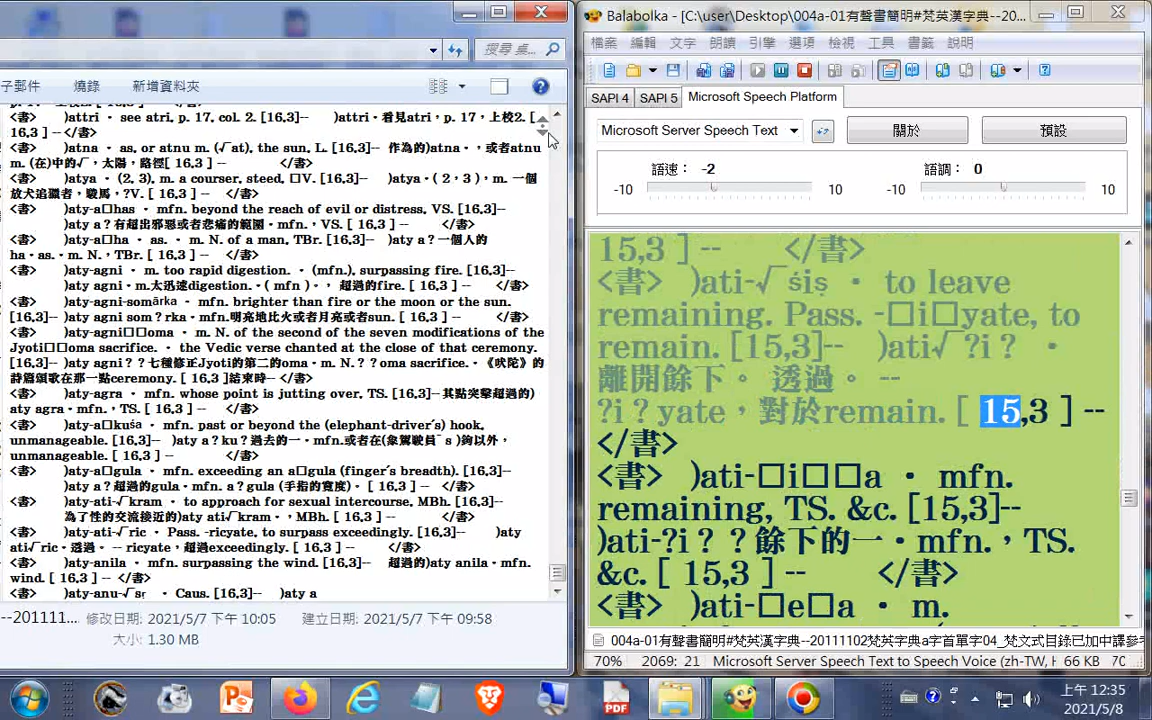 搜尋 桌...
子郵件 燒錄 新增資料夾
<書> )attri · see atri. p. 17, col. 2. [16,3]-- )attri·看見atri，p. 17，上校2. [
16,3 ] --</書>
<書> )atna · as. or atnu m. (√at), the sun, L. [16,3]-- 作為的)atna·，或者atnu
m. (在)中的√，太陽，路徑[ 16,3 ] </書>
<書> )atya · (2, 3). m. a courser, steed, □V. [16,3]-- )atya·( 2，3 )，m. 一個
放犬追獵者，駿馬，?V. [ 16,3 ] -- </書>
<書> )aty-a□has · mfn. beyond the reach of evil or distress, VS. [16,3]--
)aty a？有超出邪惡或者悲痛的範圍·mfn.，VS. [ 16,3 ] -- </書>
<書> )aty-a□ha · as. · m. N. of a man, TBr. [16,3]-- )aty a？一個人的
ha·as.·m. N.，TBr. [ 16,3 ] -- </書>
<書> )aty-agni · m. too rapid digestion. · (mfn.), surpassing fire. [16,3]--
)aty agni·m.太迅速digestion.·( mfn )·，超過的fire. [ 16,3 ] -- </書>
<書> )aty-agni-somārka · mfn. brighter than fire or the moon or the sun.
[16,3]-- )aty agni som？rka·mfn.明亮地比火或者月亮或者sun. [ 16,3 ] -- </書>
<書> )aty-agni□□oma · m. N. of the second of the seven modifications of the
Jyoti□□oma sacrifice. · the Vedic verse chanted at the close of that ceremony.
[16,3]-- )aty agni？？七種修正Jyoti的第二的oma·m. N.？？oma sacrifice.·《吠陀》的
詩篇頌歌在那一點ceremony. [ 16,3 ]結束時-- </書>
<書> )aty-agra · mfn. whose point is jutting over, TS. [16,3]-- 其點突擊超過的)
aty agra·mfn.，TS. [ 16,3 ] -- </書>
<書> )aty-a□kuśa · mfn. past or beyond the (elephant-driver's) hook,
unmanageable. [16,3]-- )aty a？ku？過去的一·mfn.或者在(象駕駛員ˉs )夠以外，
unmanageable. [ 16,3 ] -- </書>
<書> )aty-a□gula · mfn. exceeding an a□gula (finger's breadth). [16,3]--
)aty a？超過的gula·mfn. a？gula (手指的寬度)。 [ 16,3 ] -- </書>
<書> )aty-ati-√kram · to approach for sexual intercourse, MBh. [16,3]--
為了性的交流接近的)aty ati√kram·，MBh. [ 16,3 ] -- </書>
<書> )aty-ati-√ric · Pass. -ricyate, to surpass exceedingly. [16,3]-- )aty
ati√ric·透過。 -- ricyate，超過exceedingly. [ 16,3 ] -- </書>
<書> )aty-anila · mfn. surpassing the wind. [16,3]-- 超過的)aty anila·mfn.
wind. [ 16,3 ] -- </書>
<書> )aty-anu-√sṛ · Caus. [16,3]-- )aty a
--201111... 修改日期: 2021/5/7 下午 10:05 建立日期: 2021/5/7 下午 09:58
大小: 1.30 MB
Balabolka - [C:\user\Desktop\004a-01有聲書簡明#梵英漢字典--20...
檔案 編輯 文字 朗讀 引擎 選項 檢視 工具 書籤 說明
SAPI 4 SAPI 5 Microsoft Speech Platform
Microsoft Server Speech Text 關於 預設
語速: -2 語調: 0
-10 10 -10 10
15,3 ] -- </書>
<書> )ati-√śiṣ · to leave
remaining. Pass. -□i□yate, to
remain. [15,3]-- )ati√？i？ ·
離開餘下。 透過。 --
?i？yate，對於remain. [ 15,3 ] --
</書>
<書> )ati-□i□□a · mfn.
remaining, TS. &c. [15,3]--
)ati-?i？？餘下的一·mfn.，TS.
&c. [ 15,3 ] -- </書>
<書> )ati-□e□a · m.
004a-01有聲書簡明#梵英漢字典--20111102梵英字典a字首單字04_梵文式目錄已加中譯參考
70% 2069: 21 Microsoft Server Speech Text to Speech Voice (zh-TW, H 66 KB
上午 12:35
2021/5/8